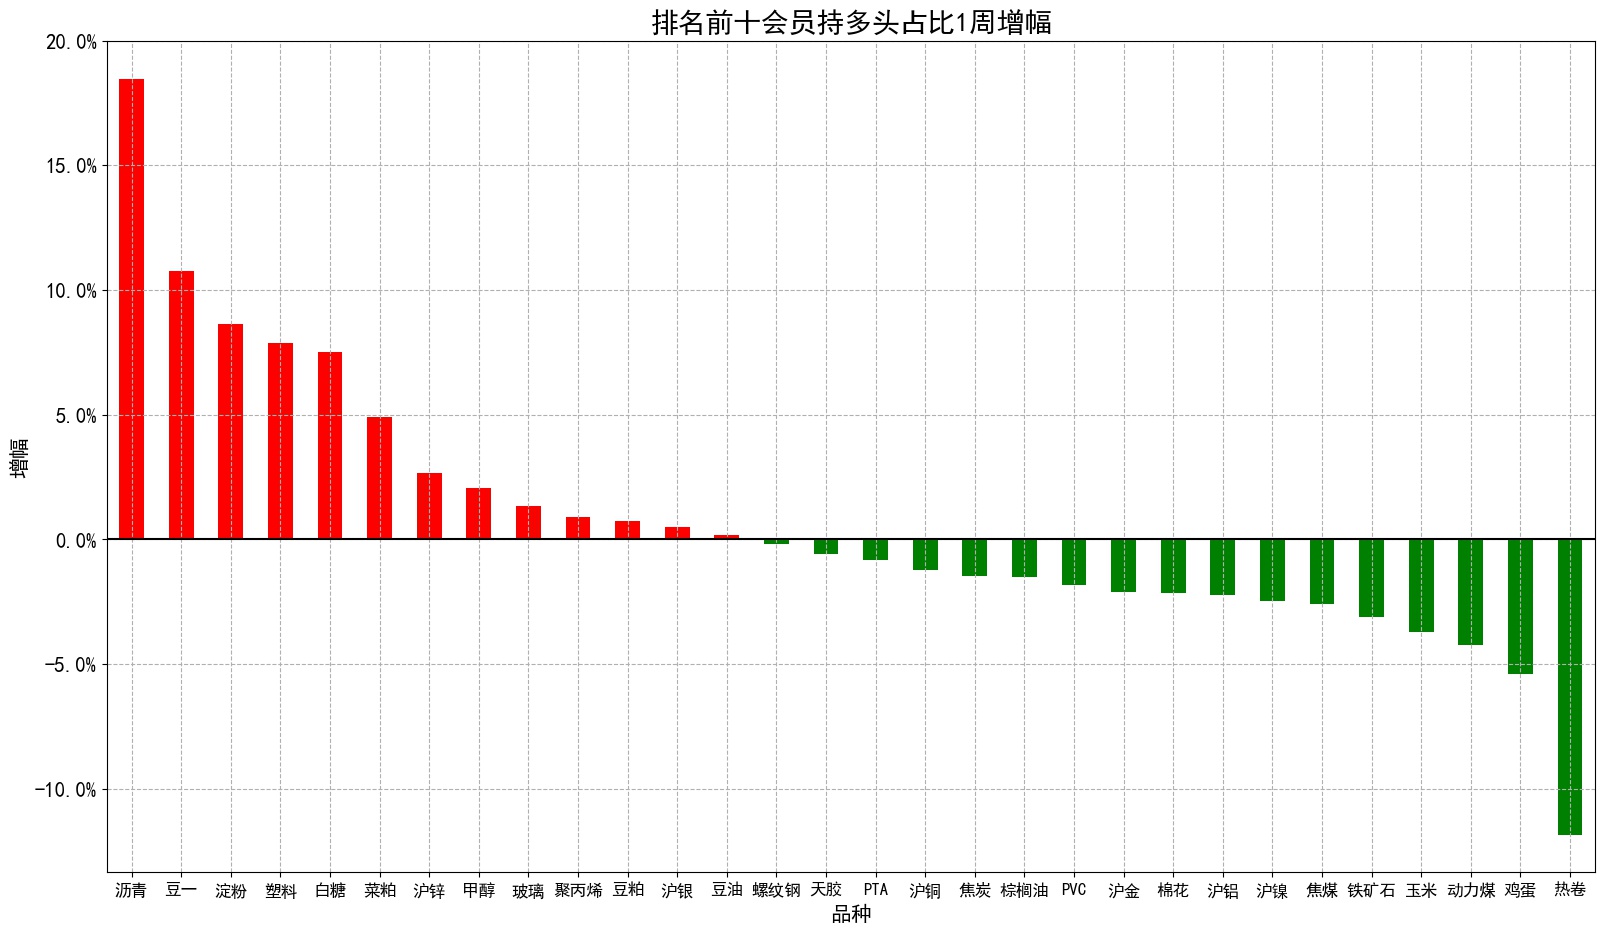 排名前十会员持多头占比1周增幅
20.0%
15.0%
10.0%
5.0%
0.0%
-5.0%
-10.0%
增幅
沥青 豆一 淀粉 塑料 白糖 菜粕 沪锌 甲醇 玻璃 聚丙烯 豆粕 沪银 豆油 螺纹钢 天胶 PTA 沪铜 焦炭 棕榈油 PVC 沪金 棉花 沪铝 沪镍 焦煤 铁矿石 玉米 动力煤 鸡蛋 热卷
品种